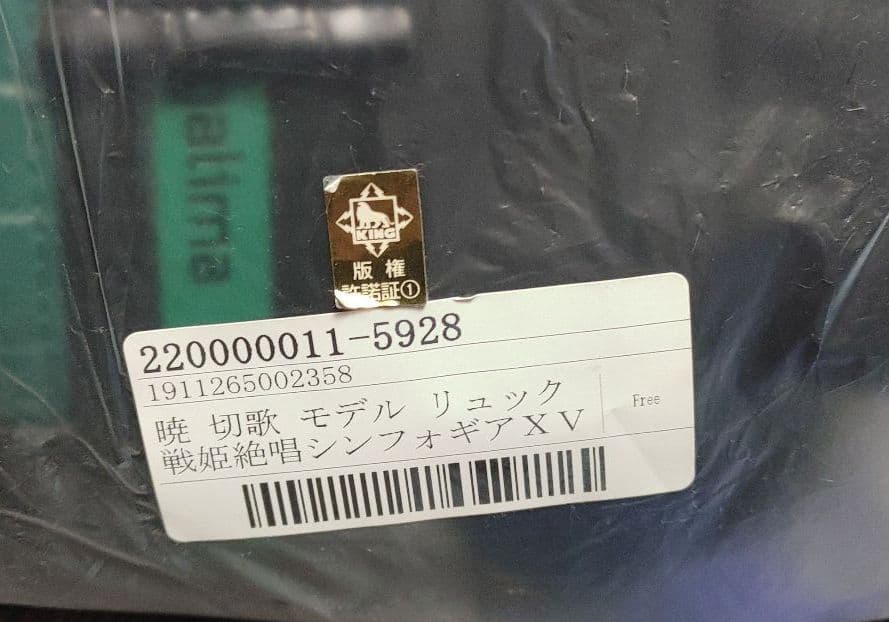 alima
KING
版権
許諾証①
220000011-5928
1911265002358
暁 切歌 モデル リュック
戦姫絶唱シンフォギアXV
Free